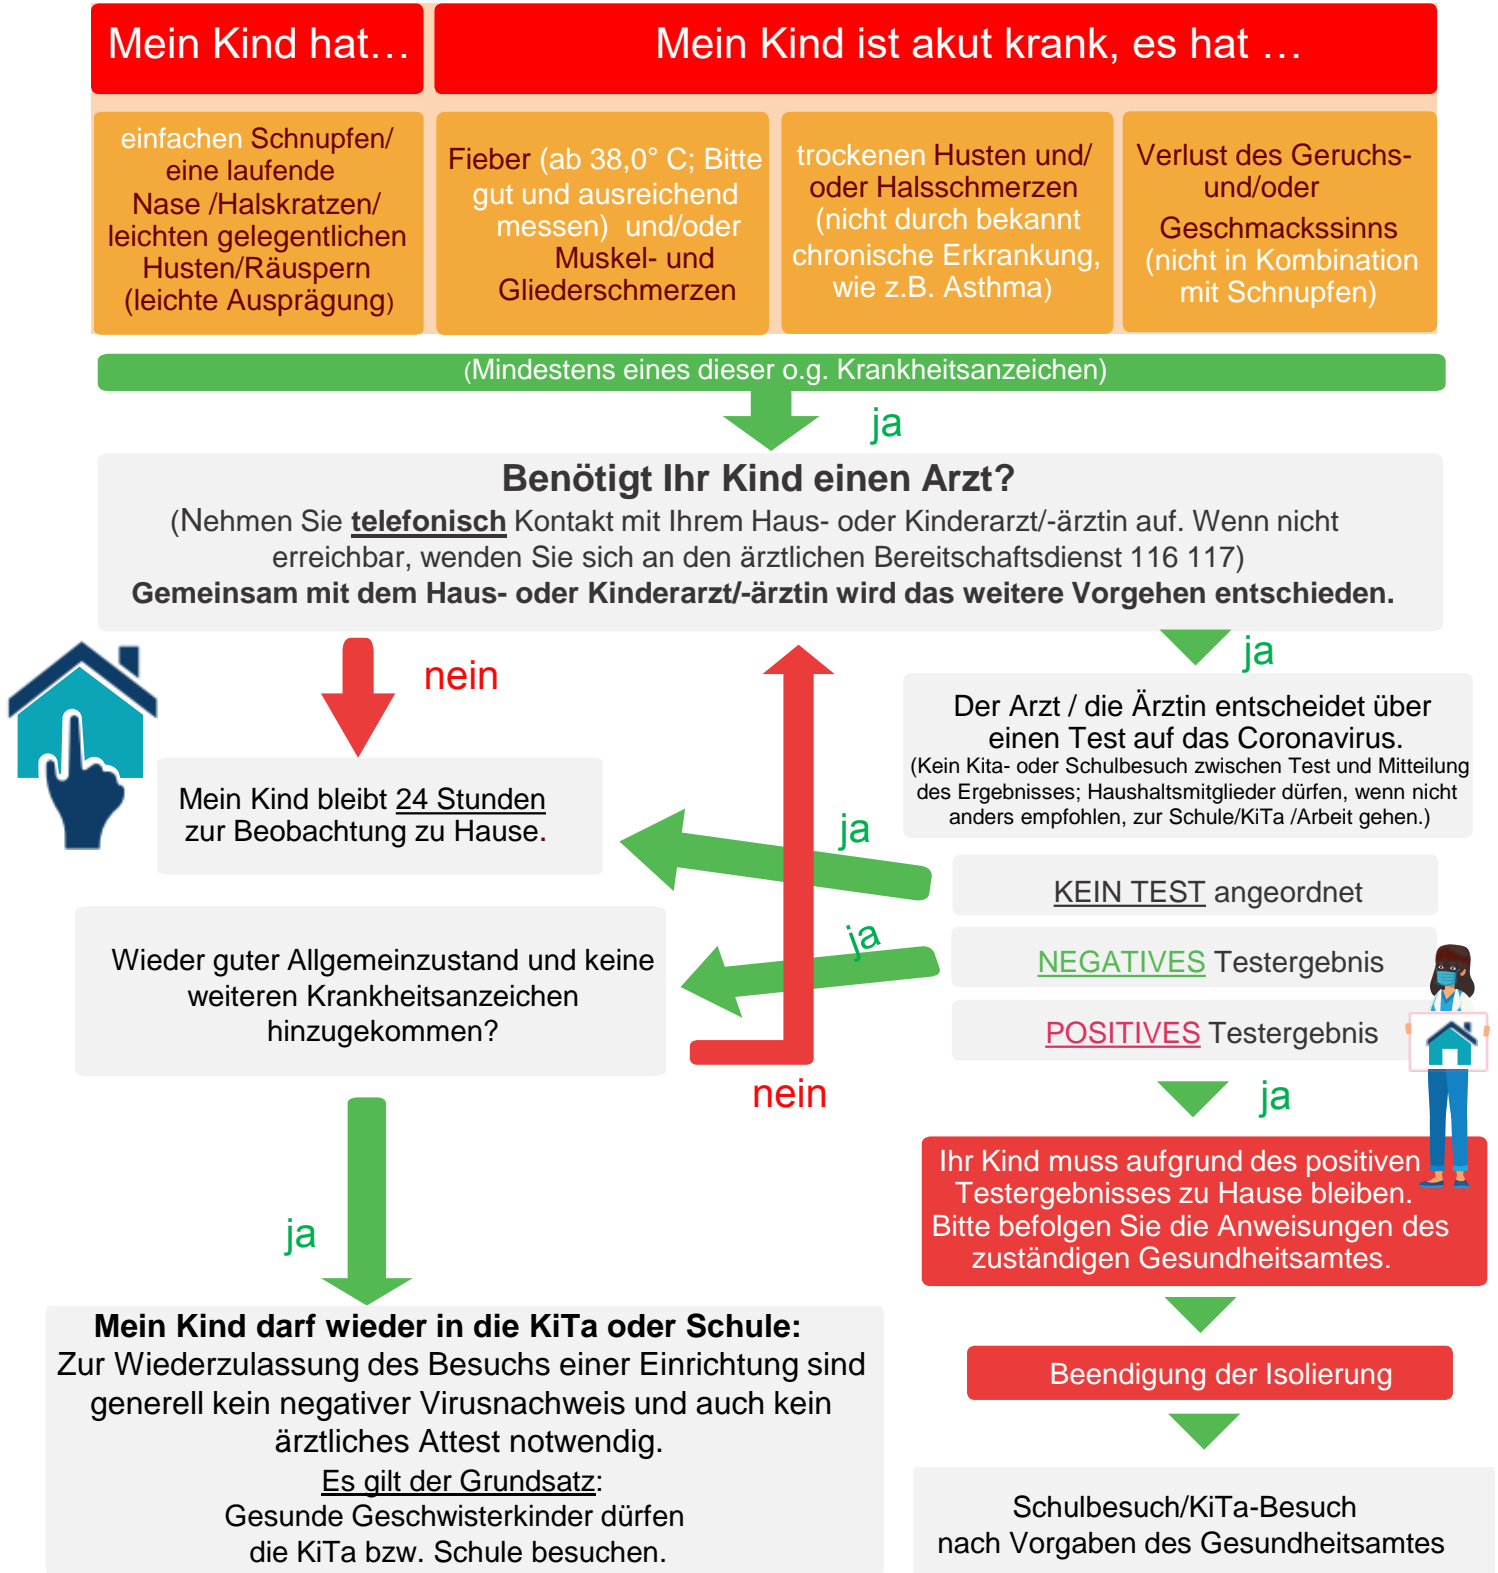 Mein Kind hat…
Mein Kind ist akut krank, es hat …
einfachen Schnupfen/
eine laufende
Nase /Halskratzen/
leichten gelegentlichen
Husten/Räuspern
(leichte Ausprägung)
Fieber (ab 38,0° C; Bitte
gut und ausreichend
messen) und/oder
Muskel- und
Gliederschmerzen
trockenen Husten und/
oder Halsschmerzen
(nicht durch bekannt
chronische Erkrankung,
wie z.B. Asthma)
Verlust des Geruchs-
und/oder
Geschmackssinns
(nicht in Kombination
mit Schnupfen)
(Mindestens eines dieser o.g. Krankheitsanzeichen)
ja
Benötigt Ihr Kind einen Arzt?
(Nehmen Sie telefonisch Kontakt mit Ihrem Haus- oder Kinderarzt/-ärztin auf. Wenn nicht
erreichbar, wenden Sie sich an den ärztlichen Bereitschaftsdienst 116 117)
Gemeinsam mit dem Haus- oder Kinderarzt/-ärztin wird das weitere Vorgehen entschieden.
nein
ja
Mein Kind bleibt 24 Stunden
zur Beobachtung zu Hause.
Der Arzt / die Ärztin entscheidet über
einen Test auf das Coronavirus.
(Kein Kita- oder Schulbesuch zwischen Test und Mitteilung
des Ergebnisses; Haushaltsmitglieder dürfen, wenn nicht
anders empfohlen, zur Schule/KiTa /Arbeit gehen.)
ja
KEIN TEST angeordnet
ja
NEGATIVES Testergebnis
POSITIVES Testergebnis
Wieder guter Allgemeinzustand und keine
weiteren Krankheitsanzeichen
hinzugekommen?
nein
ja
Ihr Kind muss aufgrund des positiven
Testergebnisses zu Hause bleiben.
Bitte befolgen Sie die Anweisungen des
zuständigen Gesundheitsamtes.
ja
Mein Kind darf wieder in die KiTa oder Schule:
Zur Wiederzulassung des Besuchs einer Einrichtung sind
generell kein negativer Virusnachweis und auch kein
ärztliches Attest notwendig.
Es gilt der Grundsatz:
Gesunde Geschwisterkinder dürfen
die KiTa bzw. Schule besuchen.
Beendigung der Isolierung
Schulbesuch/KiTa-Besuch
nach Vorgaben des Gesundheitsamtes